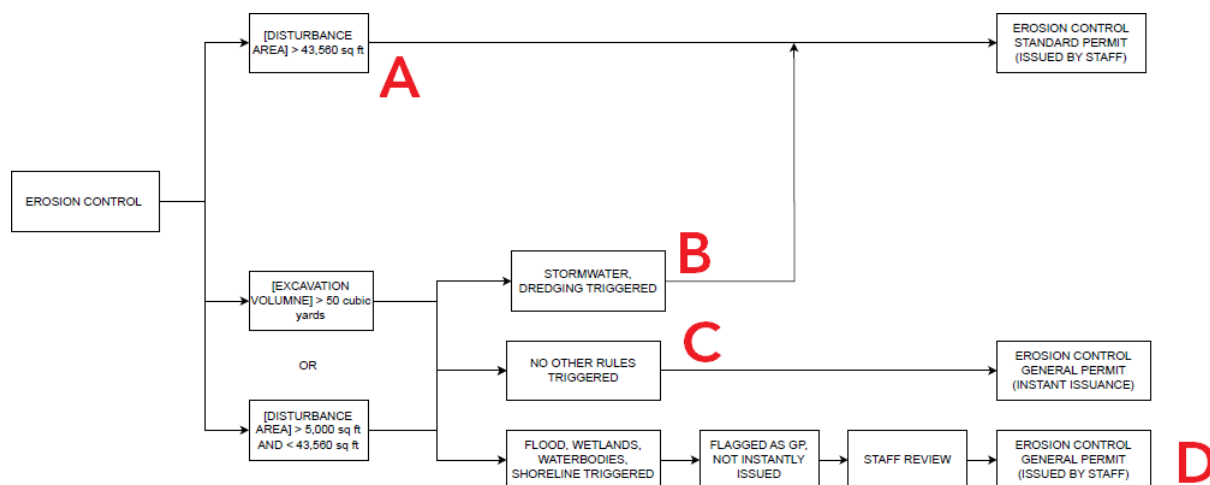 [DISTURBANCE
AREA] > 43,560 sq ft
A
EROSION CONTROL
STANDARD PERMIT
(ISSUED BY STAFF)
EROSION CONTROL
B
STORMWATER,
DREDGING TRIGGERED
[EXCAVATION
VOLUMNE] > 50 cubic
yards
C
OR
NO OTHER RULES
TRIGGERED
EROSION CONTROL
GENERAL PERMIT
(INSTANT ISSUANCE)
[DISTURBANCE
AREA] > 5,000 sq ft
AND < 43,560 sq ft
FLOOD, WETLANDS,
WATERBODIES,
SHORELINE TRIGGERED
FLAGGED AS GP,
NOT INSTANTLY
ISSUED
STAFF REVIEW
EROSION CONTROL
GENERAL PERMIT
(ISSUED BY STAFF)
D